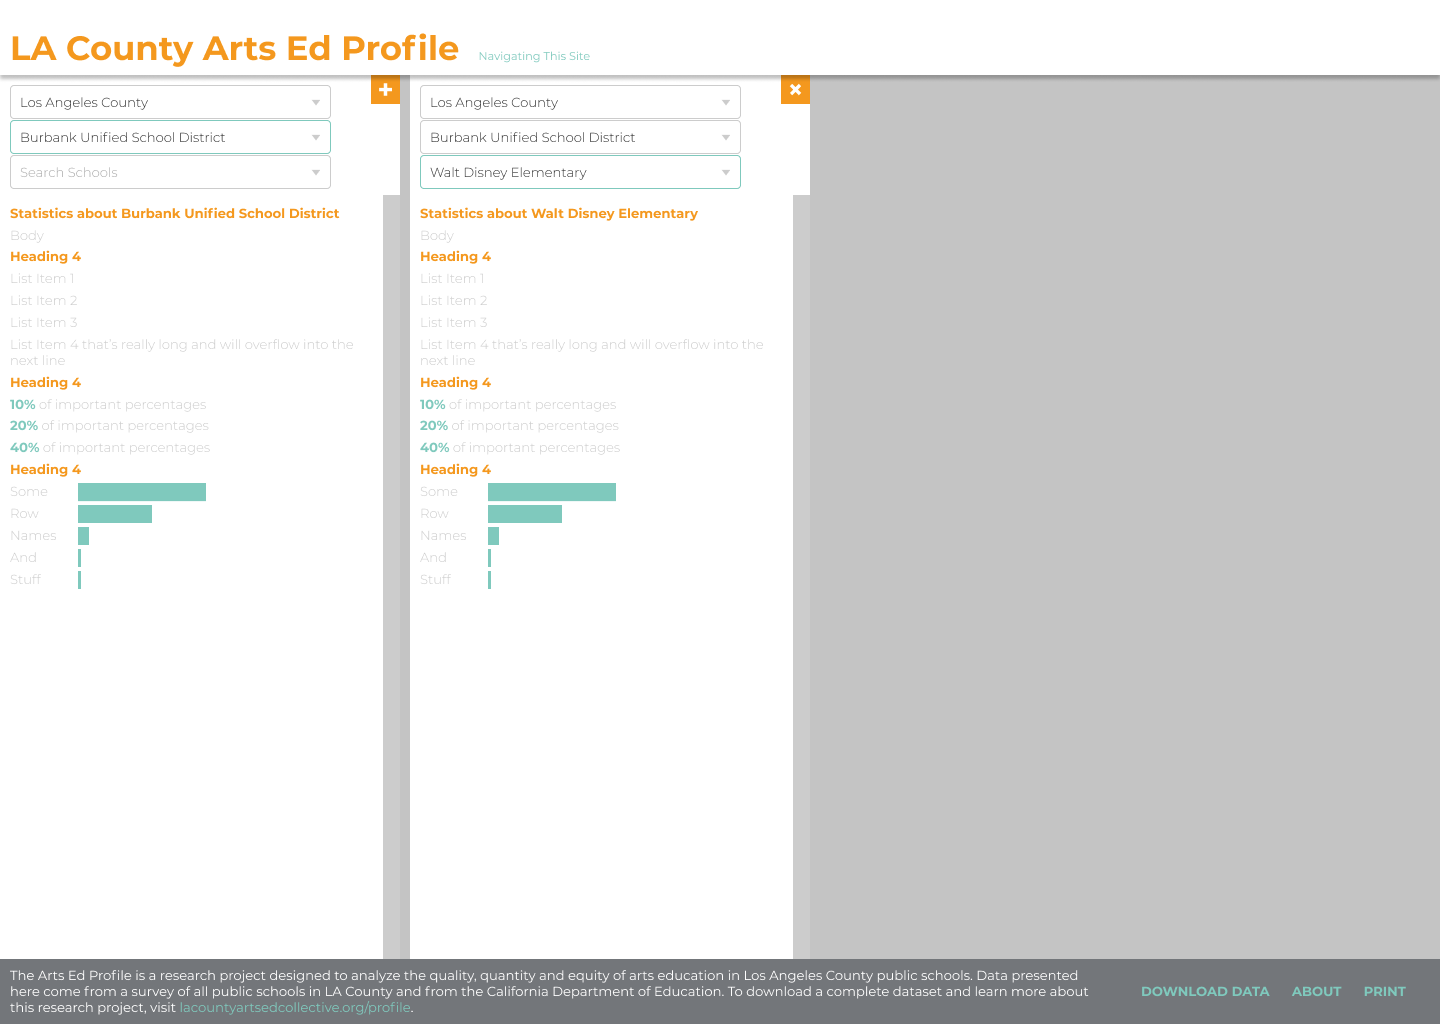 LA County Arts Ed Profile
Navigating This Site
Los Angeles County
Burbank Unified School District
Search Schools
Statistics about Burbank Unified School District
Body
Heading 4
List Item 1
List Item 2
List Item 3
List Item 4 that's really long and will overflow into the
next line
Heading 4
10% of important percentages
20% of important percentages
40% of important percentages
Heading 4
Some
Row
Names
And
Stuff
Los Angeles County
Burbank Unified School District
Walt Disney Elementary
Statistics about Walt Disney Elementary
Body
Heading 4
List Item 1
List Item 2
List Item 3
List Item 4 that's really long and will overflow into the
next line
Heading 4
10% of important percentages
20% of important percentages
40% of important percentages
Heading 4
Some
Row
Names
And
Stuff
The Arts Ed Profile is a research project designed to analyze the quality, quantity and equity of arts education in Los Angeles County public schools. Data presented
here come from a survey of all public schools in LA County and from the California Department of Education. To download a complete dataset and learn more about
this research project, visit lacountyartsedcollective.org/profile.
DOWNLOAD DATA
ABOUT
PRINT